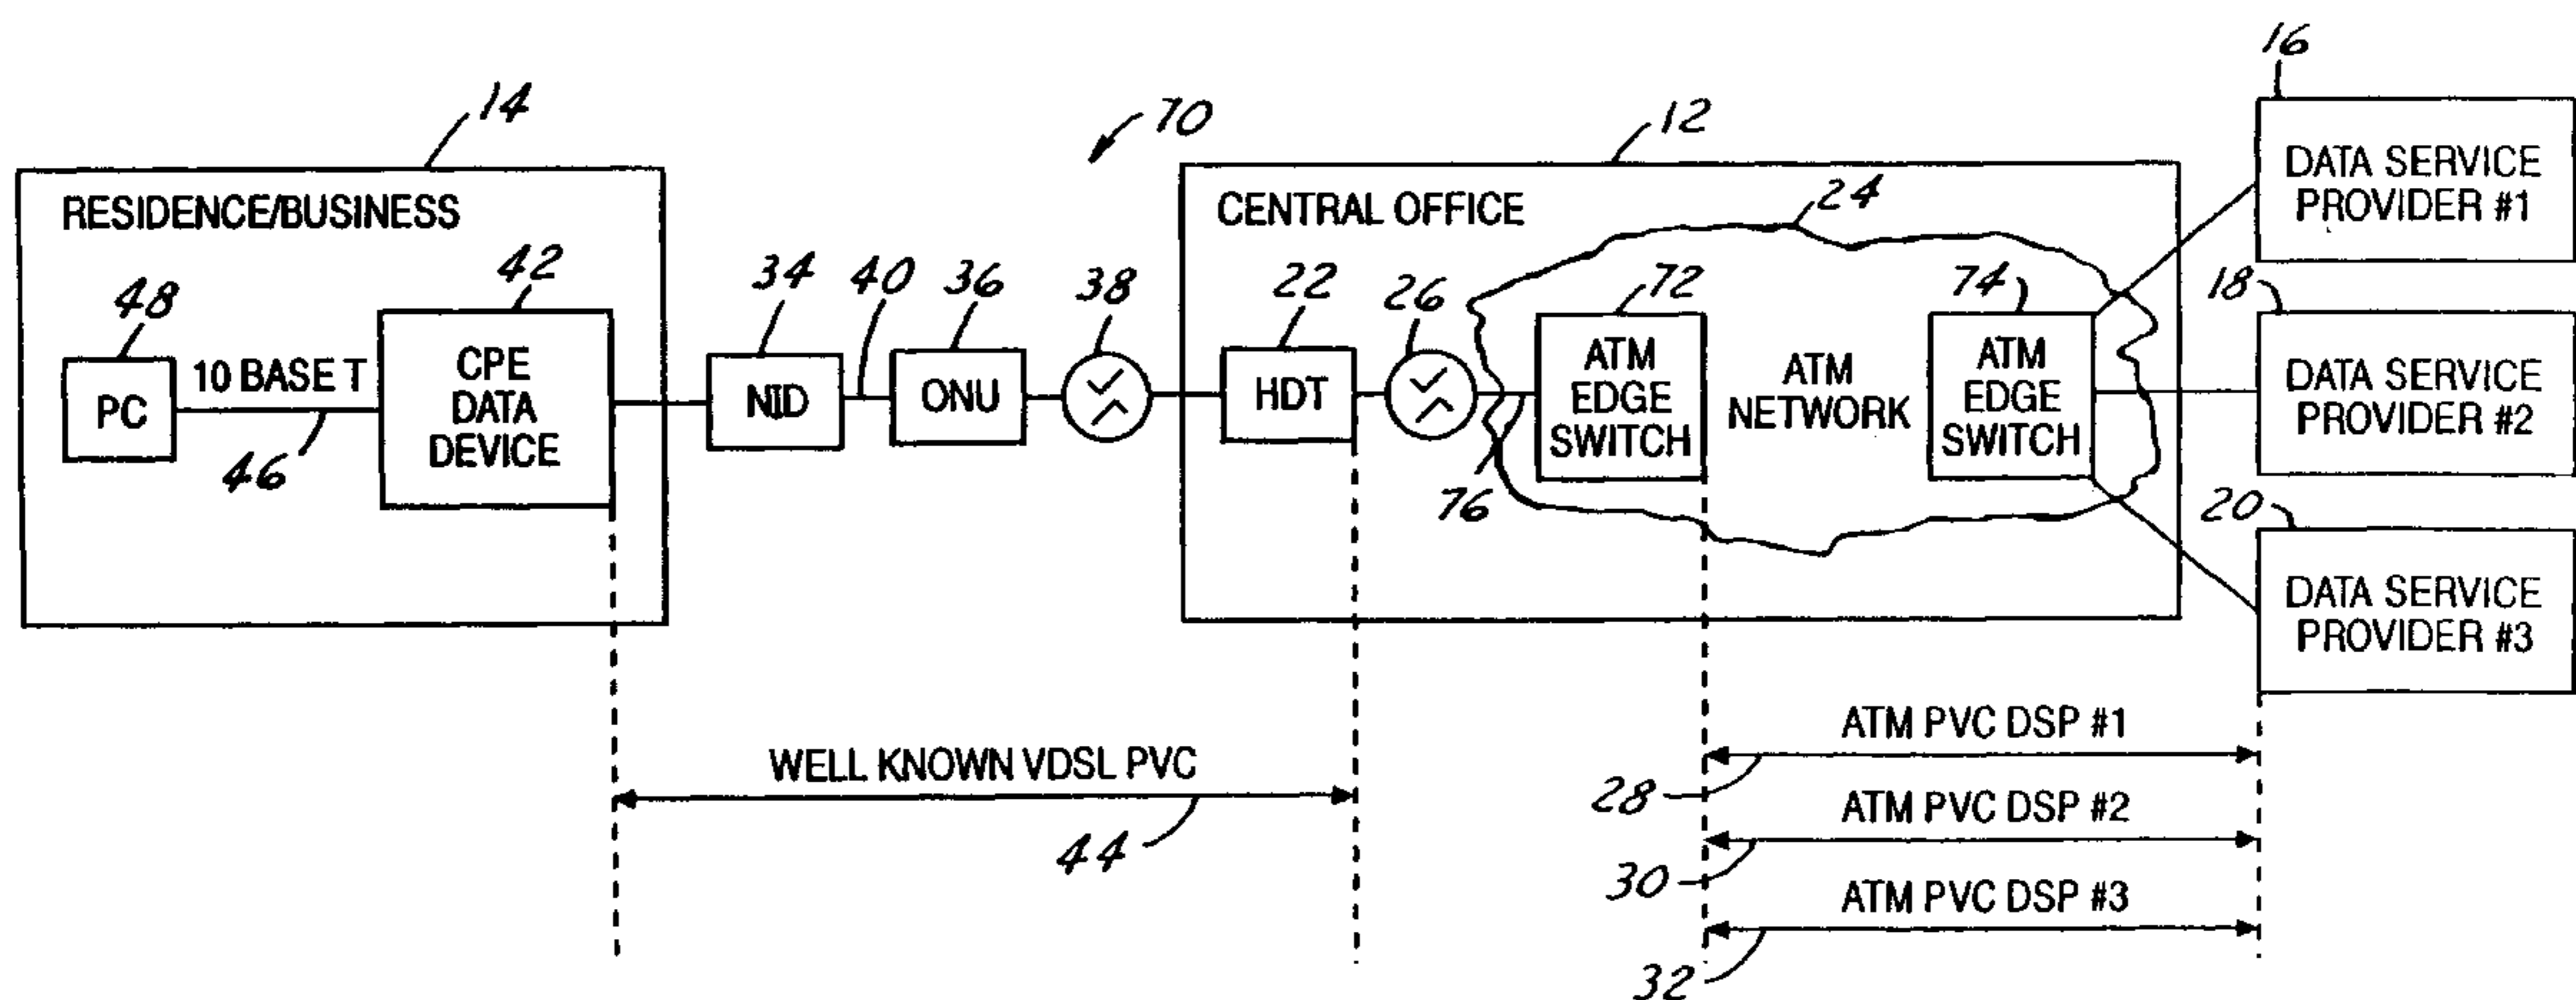 16
14
70
12
DATA SERVICE
PROVIDER #1
RESIDENCE/BUSINESS
CENTRAL OFFICE
24
48
42
34
40
36
38
22
26
72
74
18
PC
10 BASE T
46
CPE
DATA
DEVICE
NID
ONU
HDT
76
ATM
EDGE
SWITCH
ATM
NETWORK
ATM
EDGE
SWITCH
DATA SERVICE
PROVIDER #2
20
DATA SERVICE
PROVIDER #3
WELL KNOWN VDSL PVC
44
ATM PVC DSP #1
28
ATM PVC DSP #2
30
ATM PVC DSP #3
32